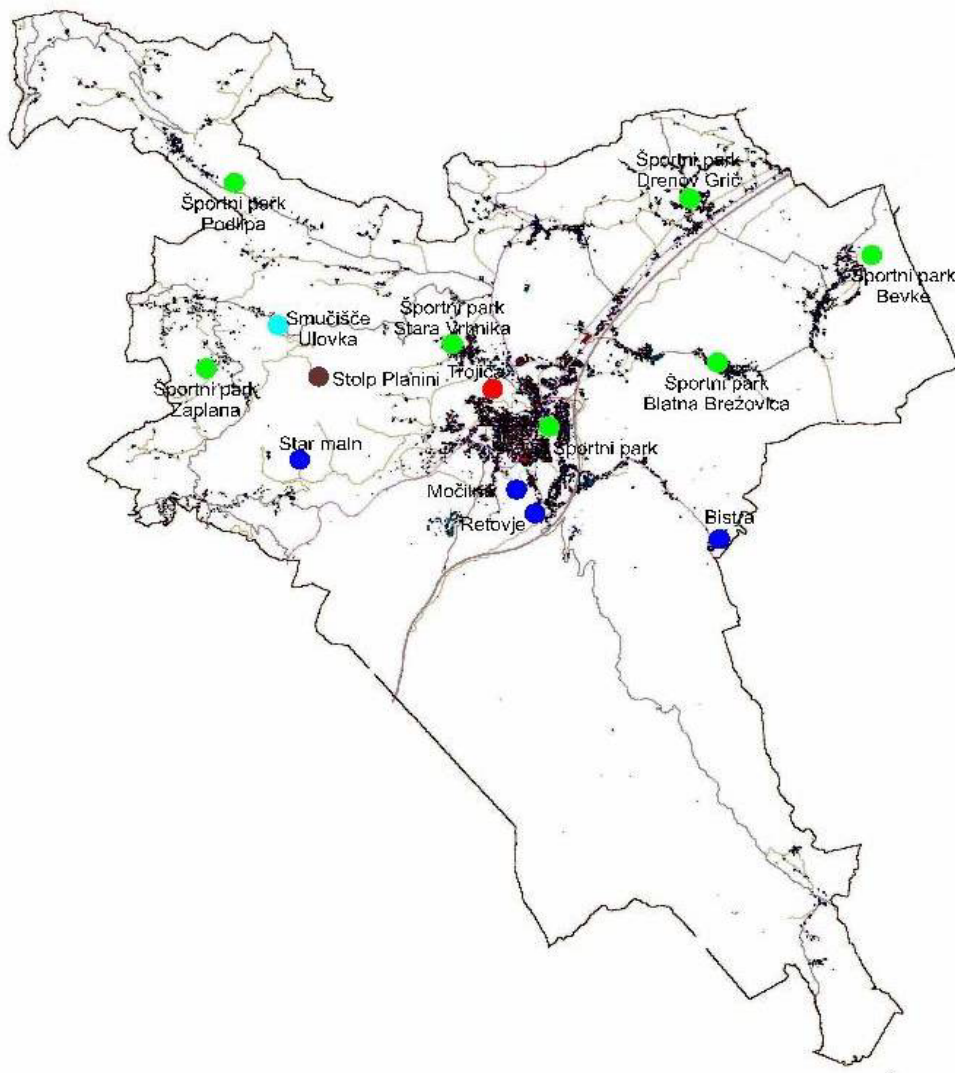 Športni park
Drenov Grič
Športni park
Podlipa
Športni park
Bevke
Smučišče
Ulovka
Športni park
Stara Vrhnika
Trojica
Športni park
Zaplana
Stolp Planini
Športni park
Blatna Brezovica
Star maln
Športni park
Močilnik
Retovje
Bistra